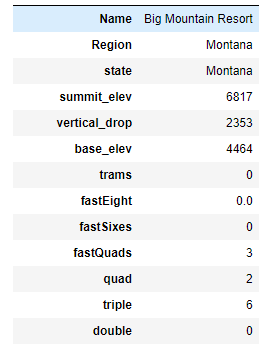 Name Big Mountain Resort
Region Montana
state Montana
summit_elev 6817
vertical_drop 2353
base_elev 4464
trams 0
fastEight 0.0
fastSixes 0
fastQuads 3
quad 2
triple 6
double 0